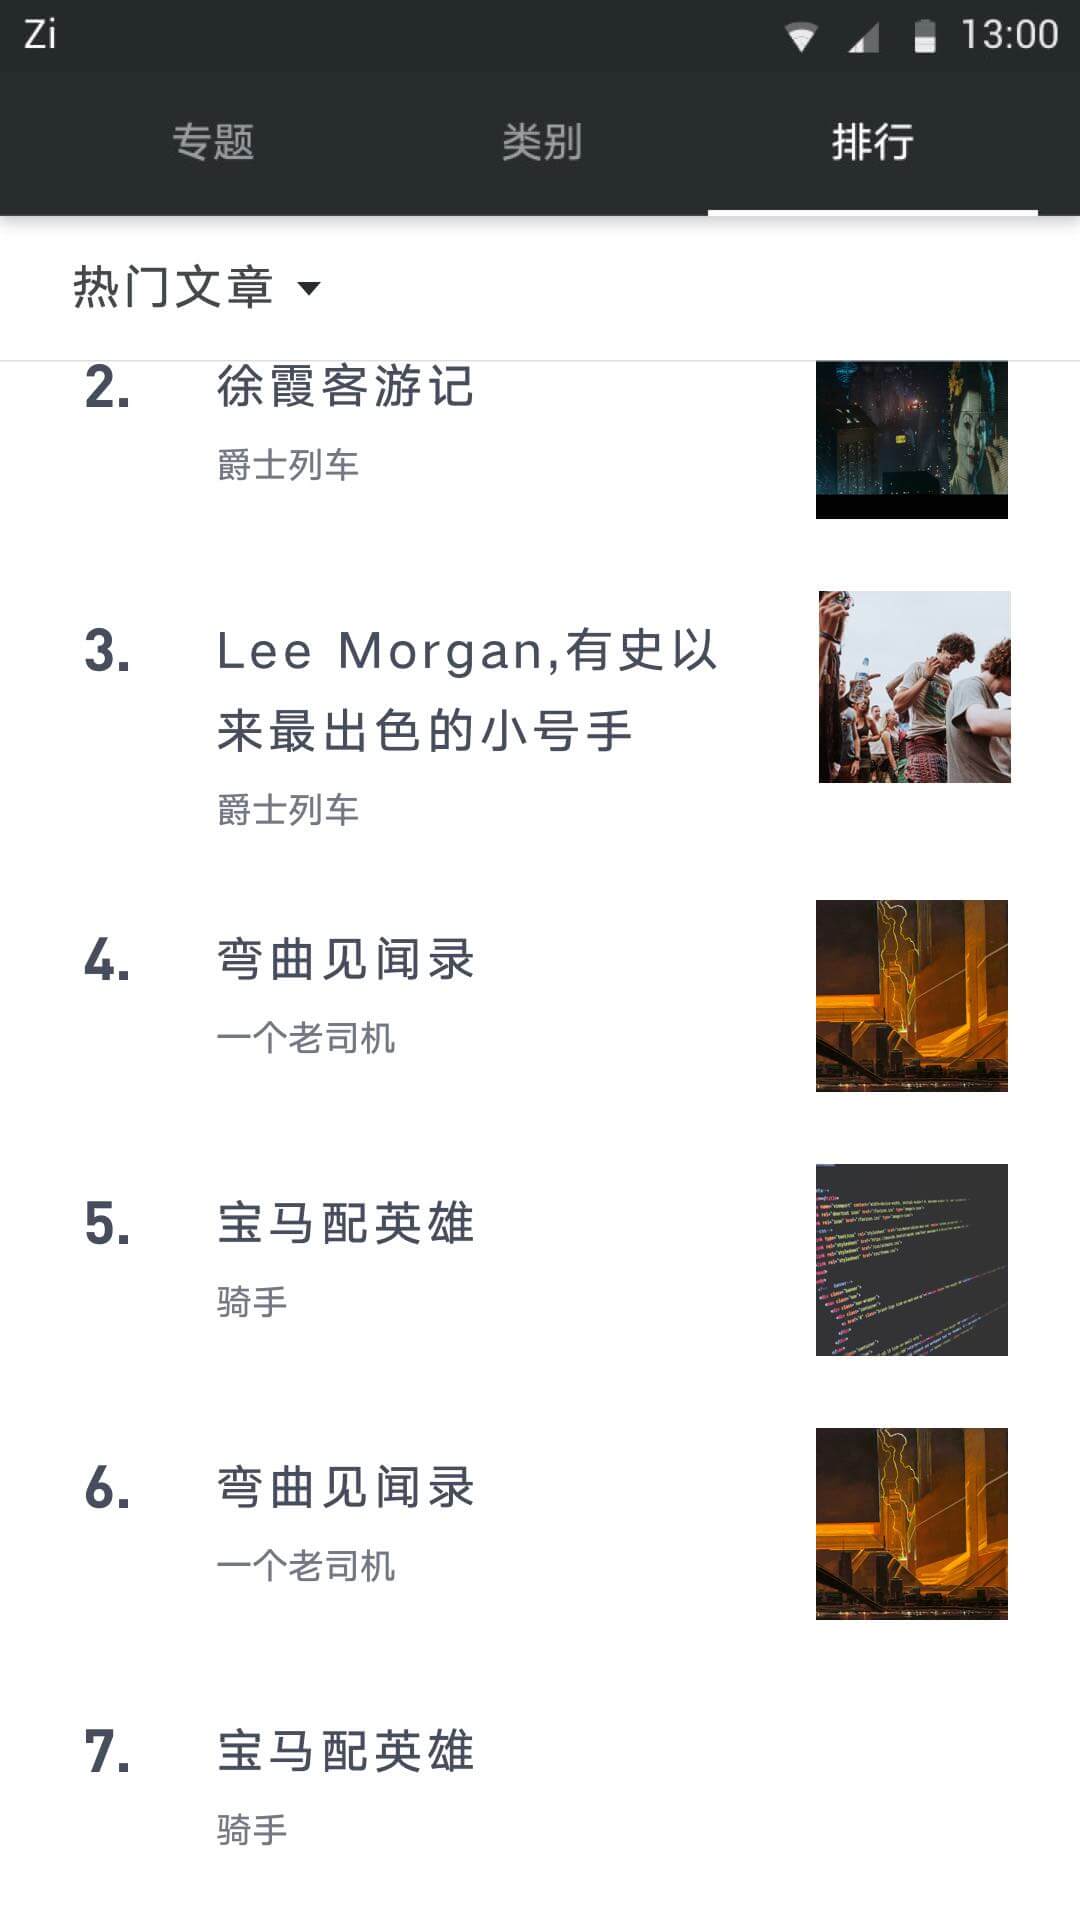 Zi 13:00
专题 类别 排行
热门文章
2. 徐霞客游记
爵士列车
3. Lee Morgan,有史以
来最出色的小号手
爵士列车
4. 弯曲见闻录
一个老司机
5. 宝马配英雄
骑手
6. 弯曲见闻录
一个老司机
7. 宝马配英雄
骑手